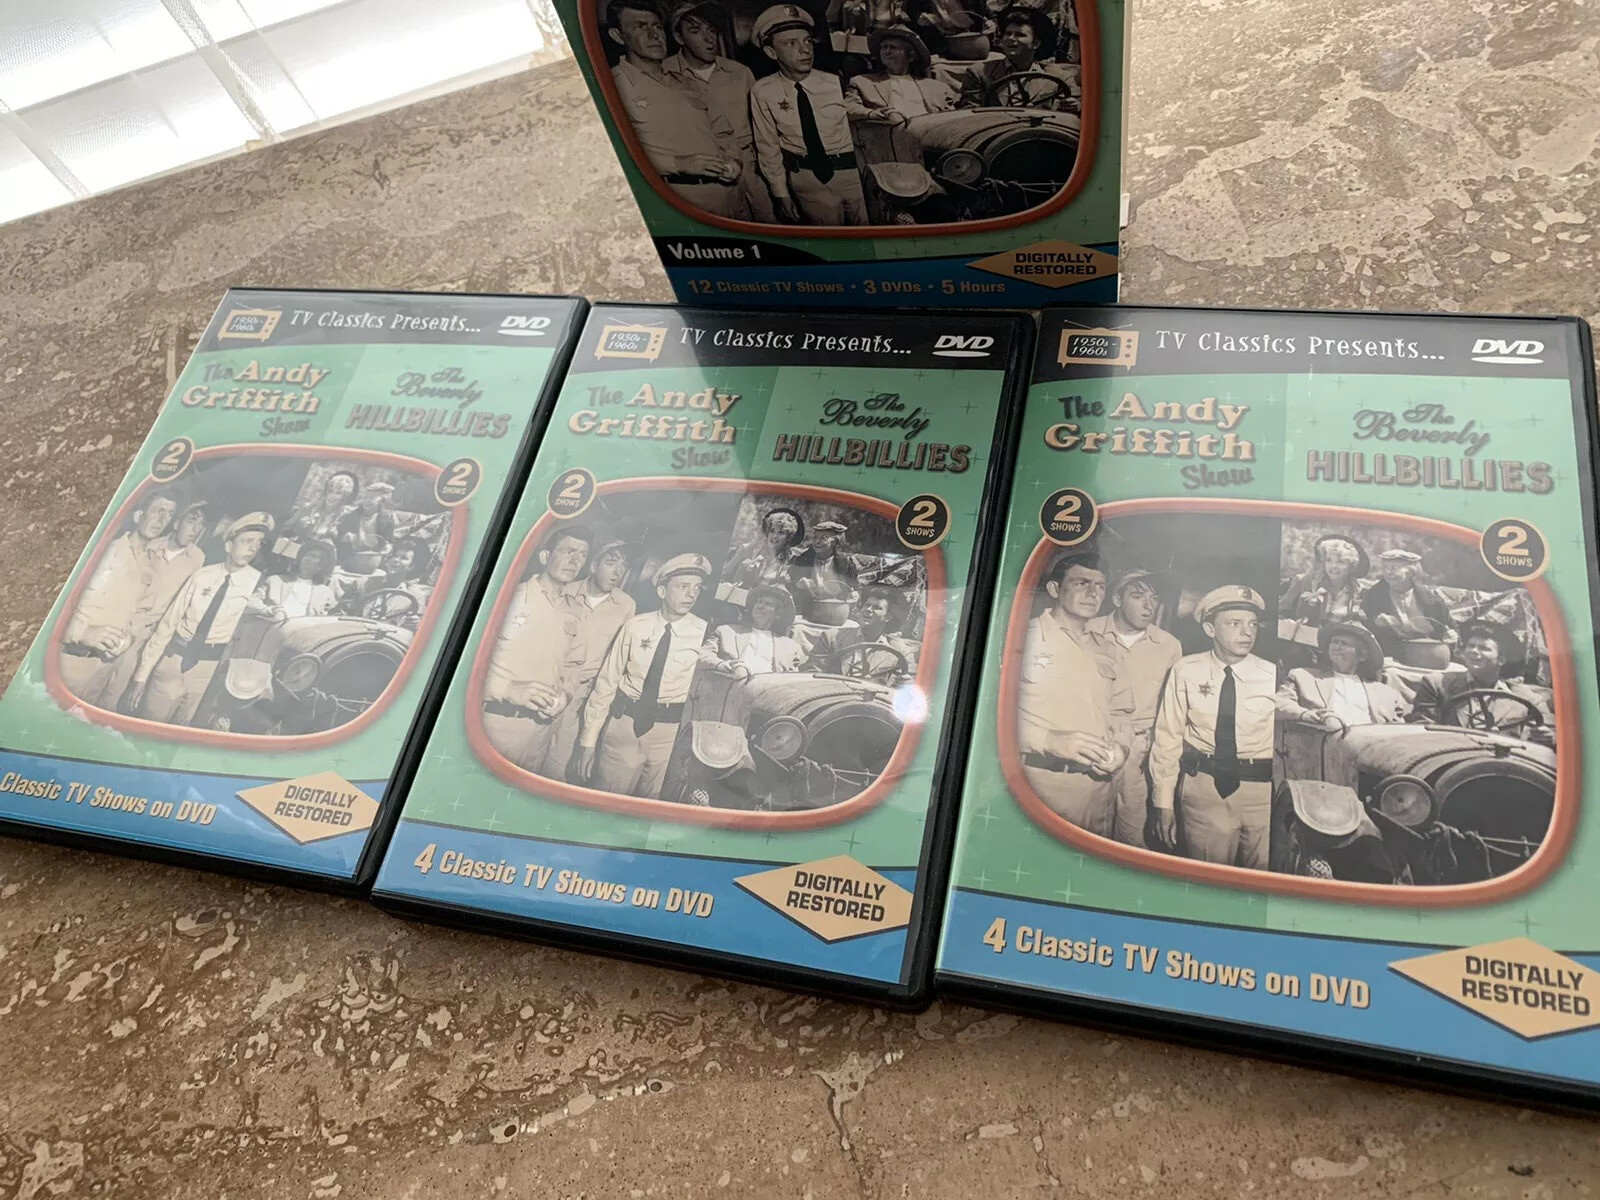 Volume 1
DIGITALLY
RESTORED
12 Classic TV Shows • 3 DVDs • 5 Hours
1950s-
1960s
TV Classics Presents...
DVD
The Andy
Griffith
Show
The
Beverly
HILLBILLIES
2
SHOWS
2
SHOWS
Classic TV Shows on DVD
DIGITALLY
RESTORED
1950s-
1960s
TV Classics Presents...
DVD
The Andy
Griffith
Show
The
Beverly
HILLBILLIES
2
SHOWS
2
SHOWS
4 Classic TV Shows on DVD
DIGITALLY
RESTORED
1950s-
1960s
TV Classics Presents...
DVD
The Andy
Griffith
Show
The
Beverly
HILLBILLIES
2
SHOWS
2
SHOWS
4 Classic TV Shows on DVD
DIGITALLY
RESTORED